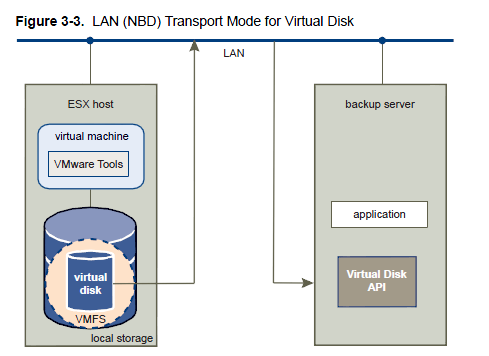 Figure 3-3. LAN (NBD) Transport Mode for Virtual Disk
LAN
ESX host
virtual machine
VMware Tools
virtual
disk
VMFS
local storage
backup server
application
Virtual Disk
API